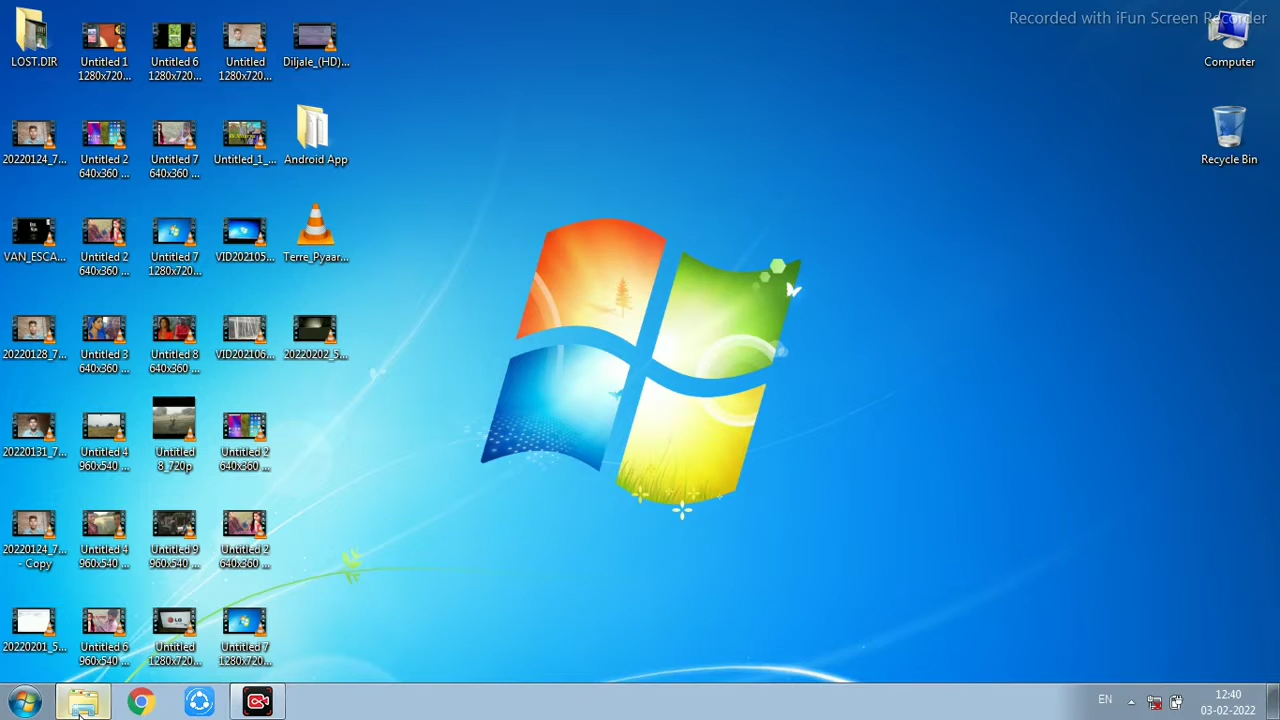 Recorded with iFun Screen Recorder
LOST.DIR
Untitled 1
1280x720...
Untitled 6
1280x720...
Untitled
1280x720...
Diljale_(HD)...
Computer
20220124_7...
Untitled 2
640x360 ...
Untitled 7
640x360 ...
Untitled_1_...
Android App
Recycle Bin
VAN_ESCA...
Untitled 2
640x360 ...
Untitled 7
1280x720...
VID202105...
Terre_Pyaar...
20220128_7...
Untitled 3
640x360 ...
Untitled 8
640x360 ...
VID202106...
20220202_5...
20220131_7...
Untitled 4
960x540 ...
Untitled
8_720p
Untitled 2
640x360 ...
20220124_7...
- Copy
Untitled 4
960x540 ...
Untitled 9
960x540 ...
Untitled 2
640x360 ...
20220201_5...
Untitled 6
960x540 ...
Untitled
1280x720...
Untitled 7
1280x720...
EN
12:40
03-02-2022